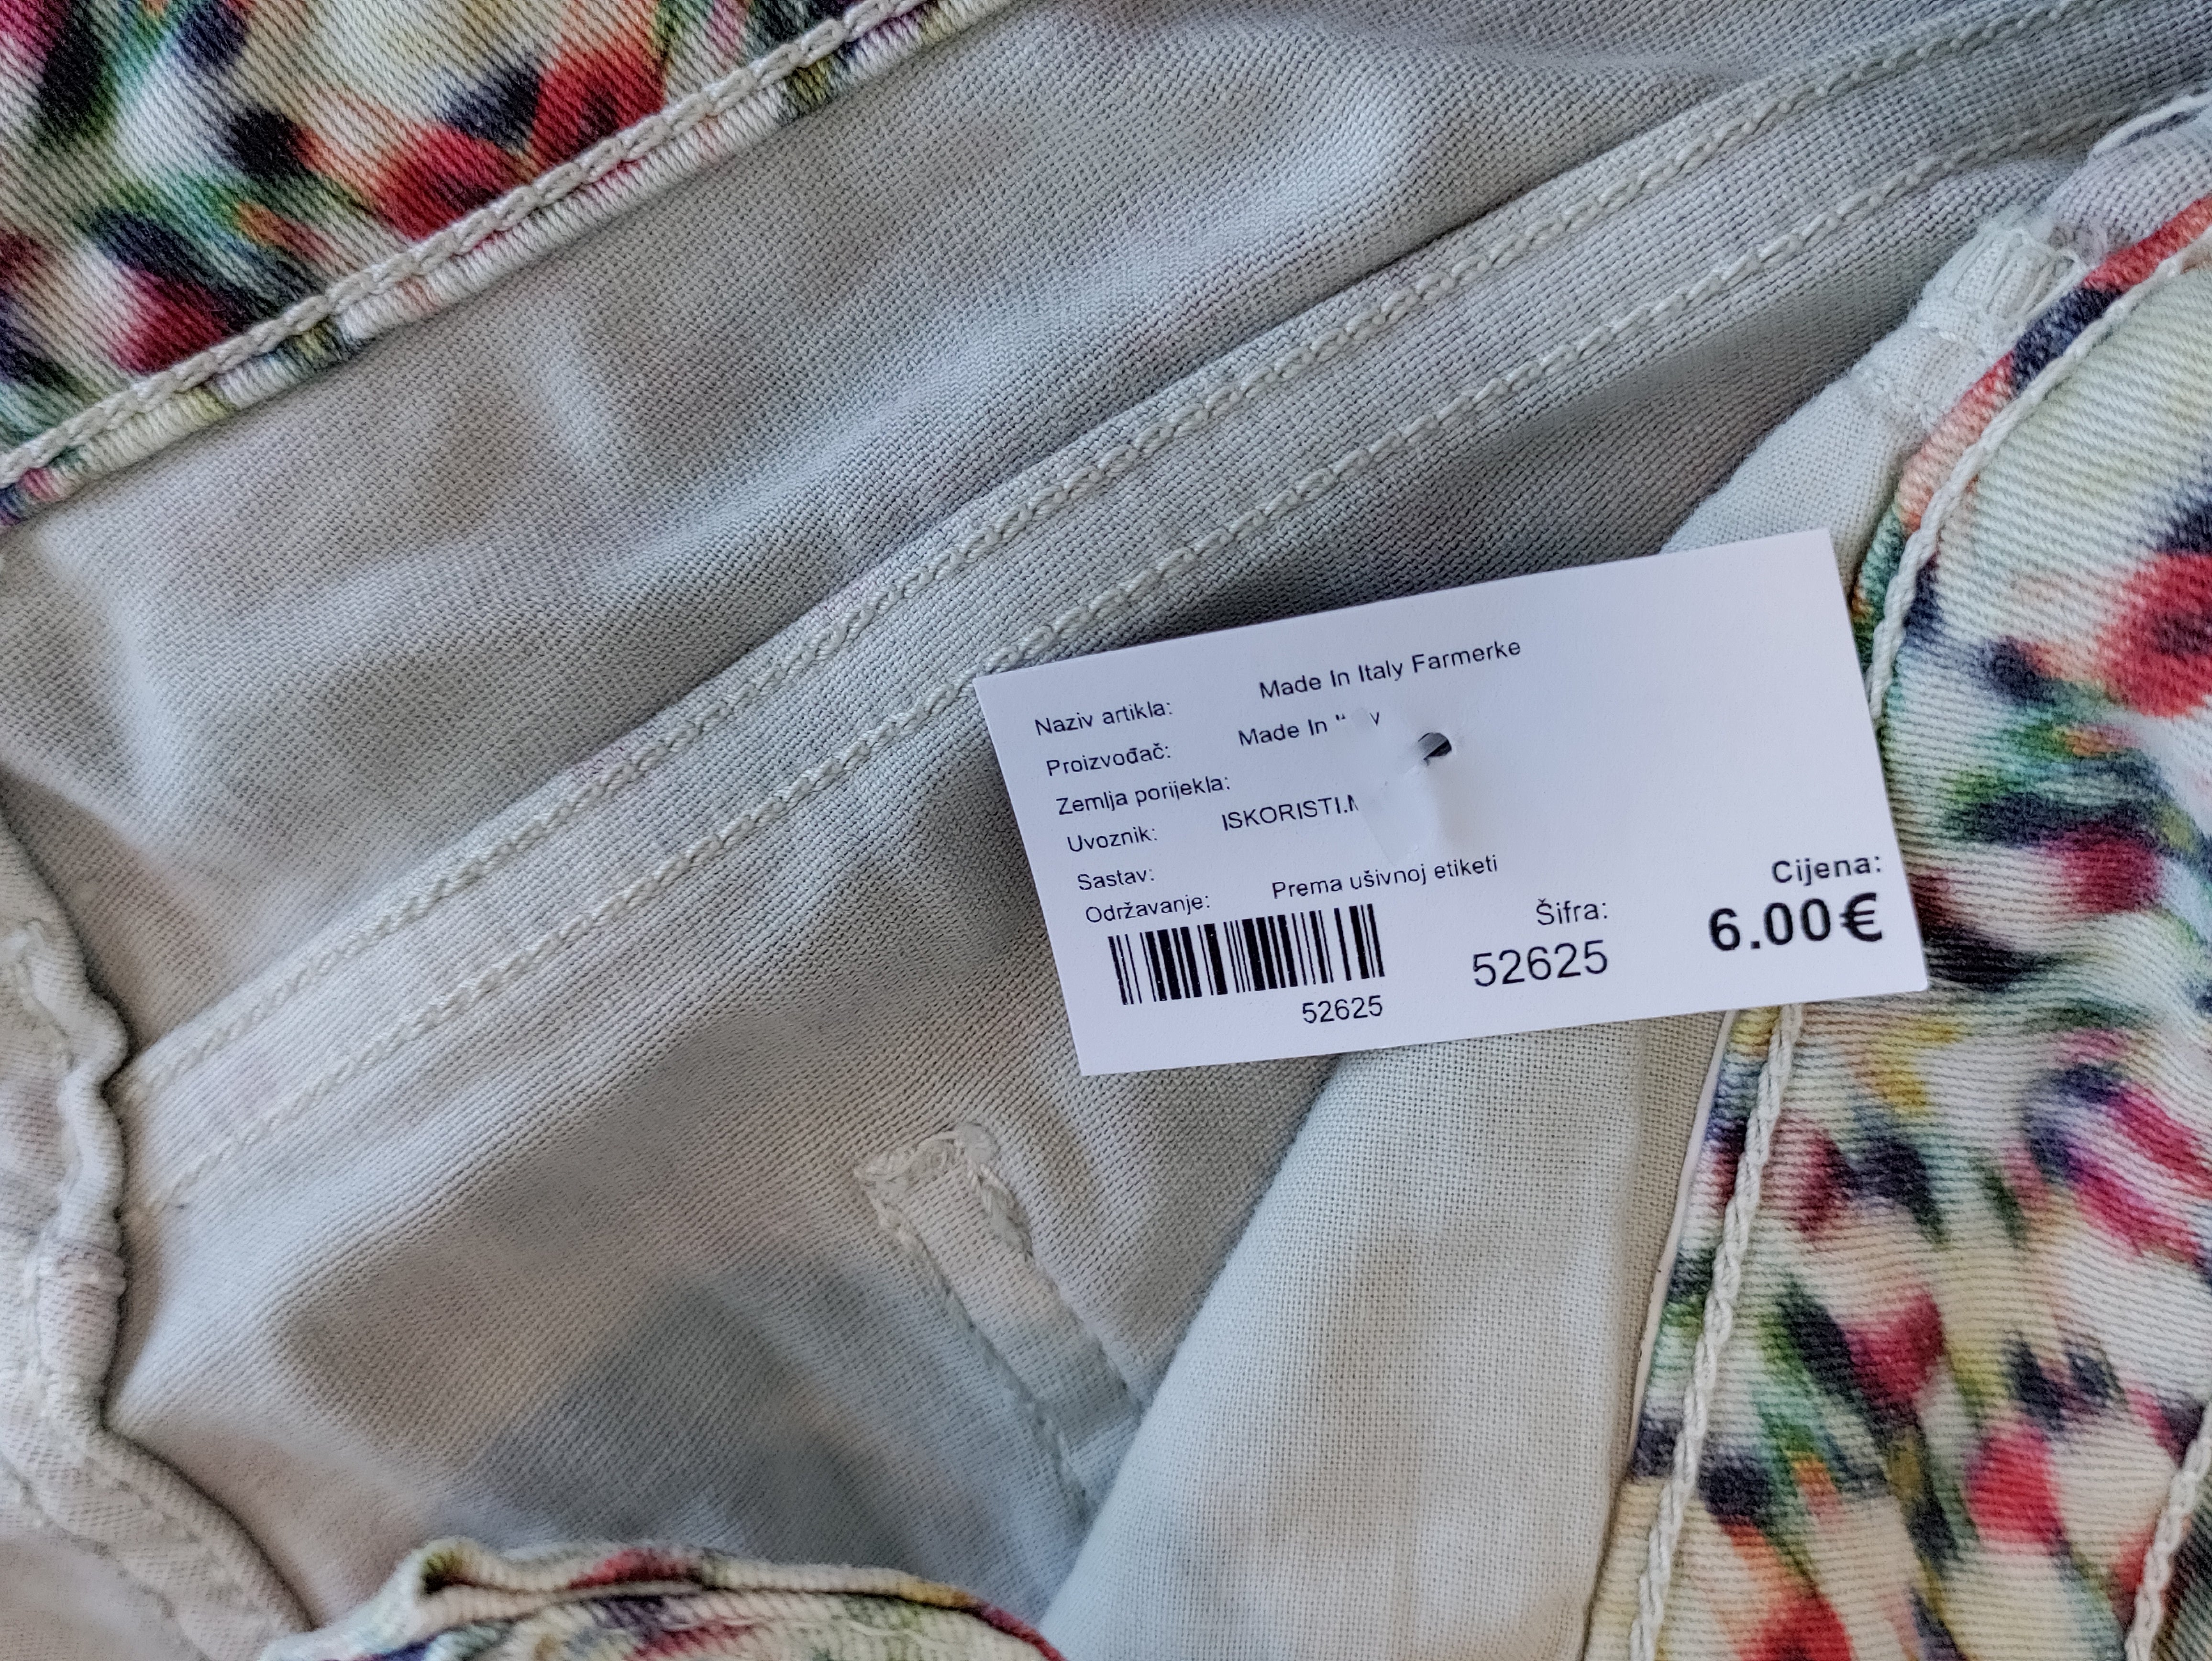 Naziv artikla: Made In Italy Farmerke
Proizvođač: Made In
Zemlja porijekla:
Uvoznik:
Sastav:
Održavanje: Prema ušivnoj etiketi
52625
Šifra:
52625
Cijena:
6.00€